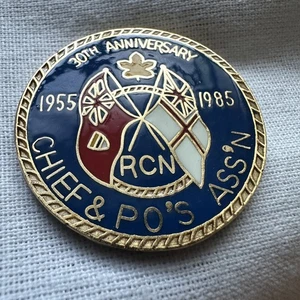 30TH ANNIVERSARY
1955 1985
RCN
CHIEF & PO'S ASS'N